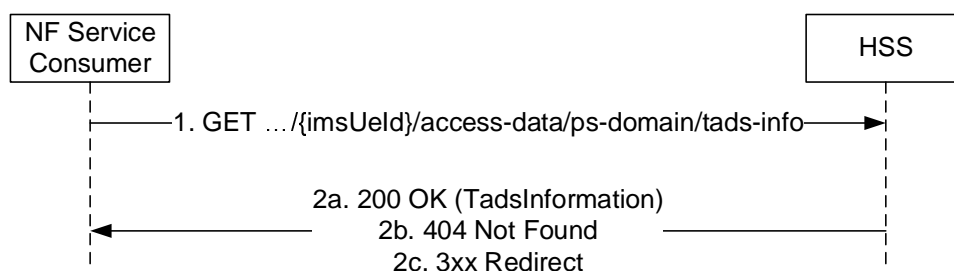 NF Service
Consumer
HSS
1. GET …/{imsUeId}/access-data/ps-domain/tads-info
2a. 200 OK (TadsInformation)
2b. 404 Not Found
2c. 3xx Redirect